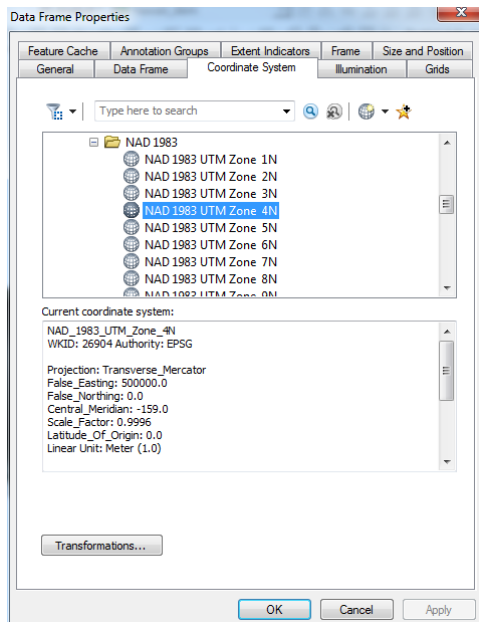 Data Frame Properties
Feature Cache Annotation Groups Extent Indicators Frame Size and Position
General Data Frame Coordinate System Illumination Grids
Type here to search
NAD 1983
NAD 1983 UTM Zone 1N
NAD 1983 UTM Zone 2N
NAD 1983 UTM Zone 3N
NAD 1983 UTM Zone 4N
NAD 1983 UTM Zone 5N
NAD 1983 UTM Zone 6N
NAD 1983 UTM Zone 7N
NAD 1983 UTM Zone 8N
NAD 1983 UTM Zone 9N
Current coordinate system:
NAD_1983_UTM_Zone_4N
WKID: 26904 Authority: EPSG
Projection: Transverse_Mercator
False_Easting: 500000.0
False_Northing: 0.0
Central_Meridian: -159.0
Scale_Factor: 0.9996
Latitude_Of_Origin: 0.0
Linear Unit: Meter (1.0)
Transformations...
OK Cancel Apply